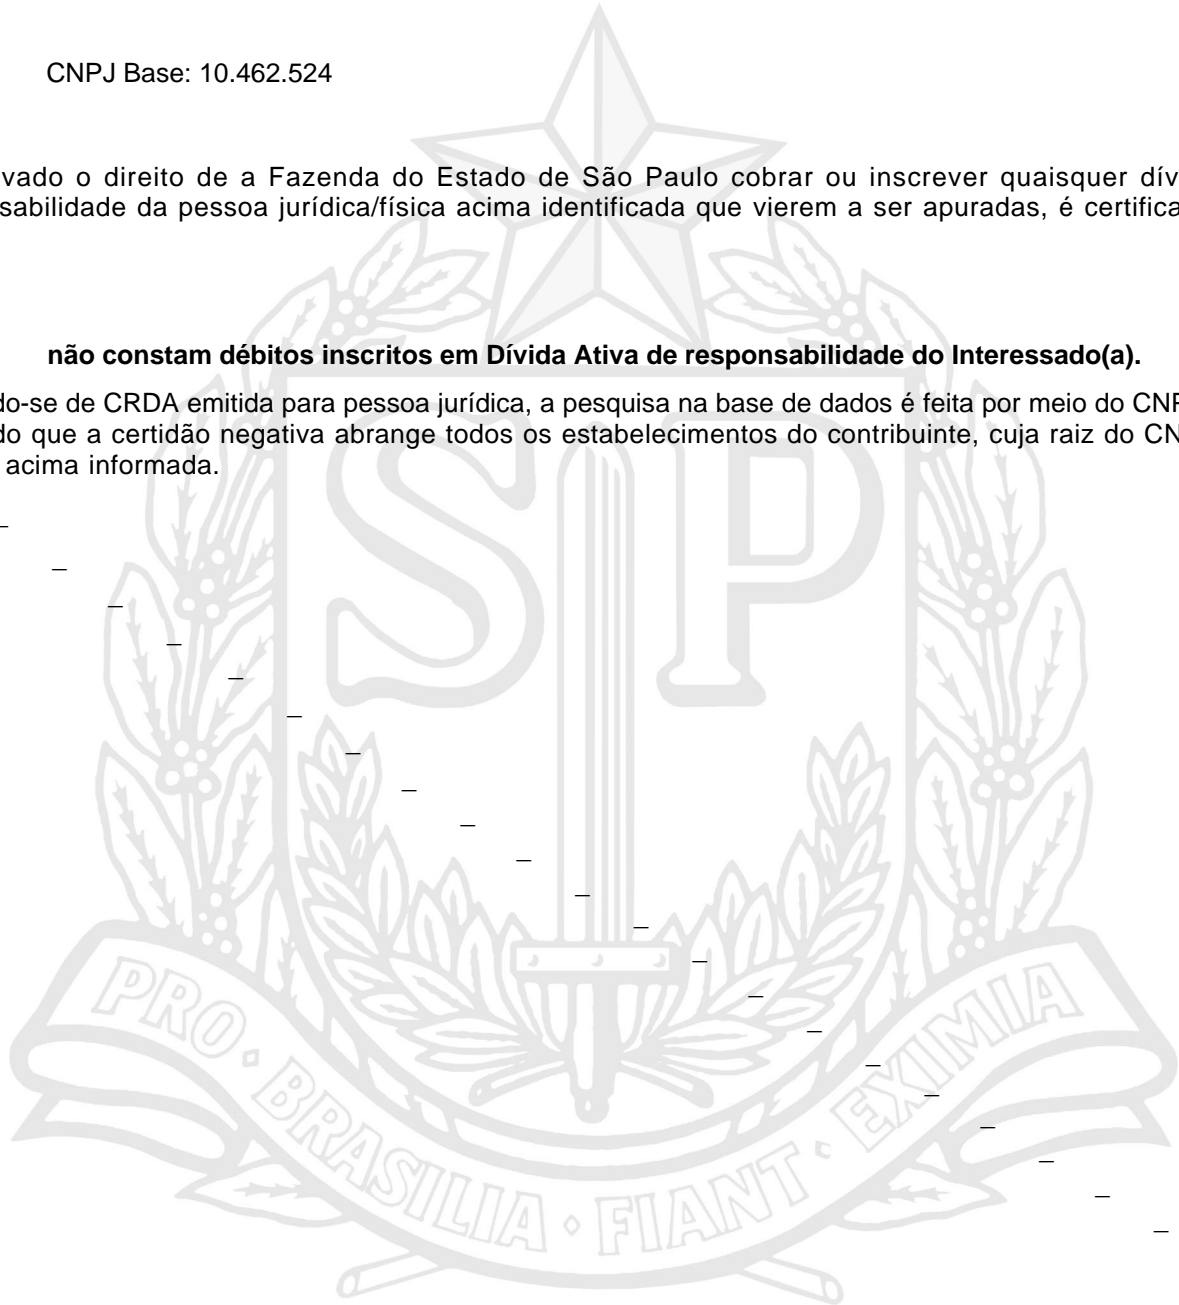 CNPJ Base: 10.462.524
vado o direito de a Fazenda do Estado de São Paulo cobrar ou inscrever quaisquer dív
sabilidade da pessoa jurídica/física acima identificada que vierem a ser apuradas, é certifica
não constam débitos inscritos em Dívida Ativa de responsabilidade do Interessado(a).
do-se de CRDA emitida para pessoa jurídica, a pesquisa na base de dados é feita por meio do CNP
do que a certidão negativa abrange todos os estabelecimentos do contribuinte, cuja raiz do CN
acima informada.
SP
PRO · BRASILIA · FIANT · EXIMIA